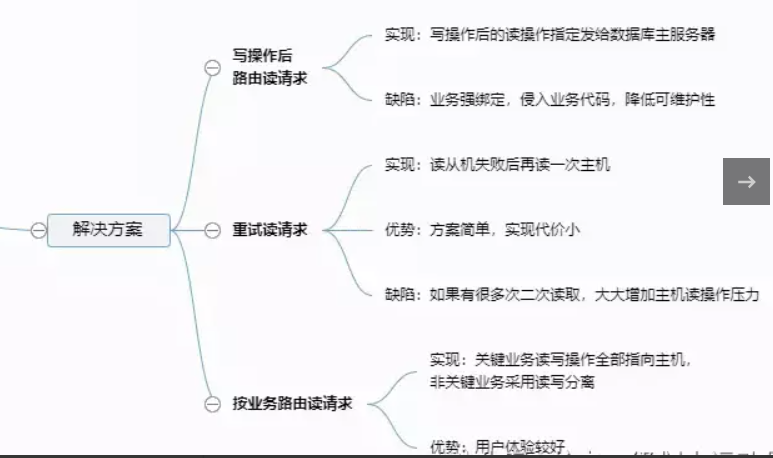 实现：写操作后的读操作指定发给数据库主服务器
写操作后
路由读请求
缺陷：业务强绑定，侵入业务代码，降低可维护性
实现：读从机失败后再读一次主机
解决方案
重试读请求
优势：方案简单，实现代价小
缺陷：如果有很多次二次读取，大大增加主机读操作压力
实现：关键业务读写操作全部指向主机，
非关键业务采用读写分离
按业务路由读请求
优势：用户体验较好